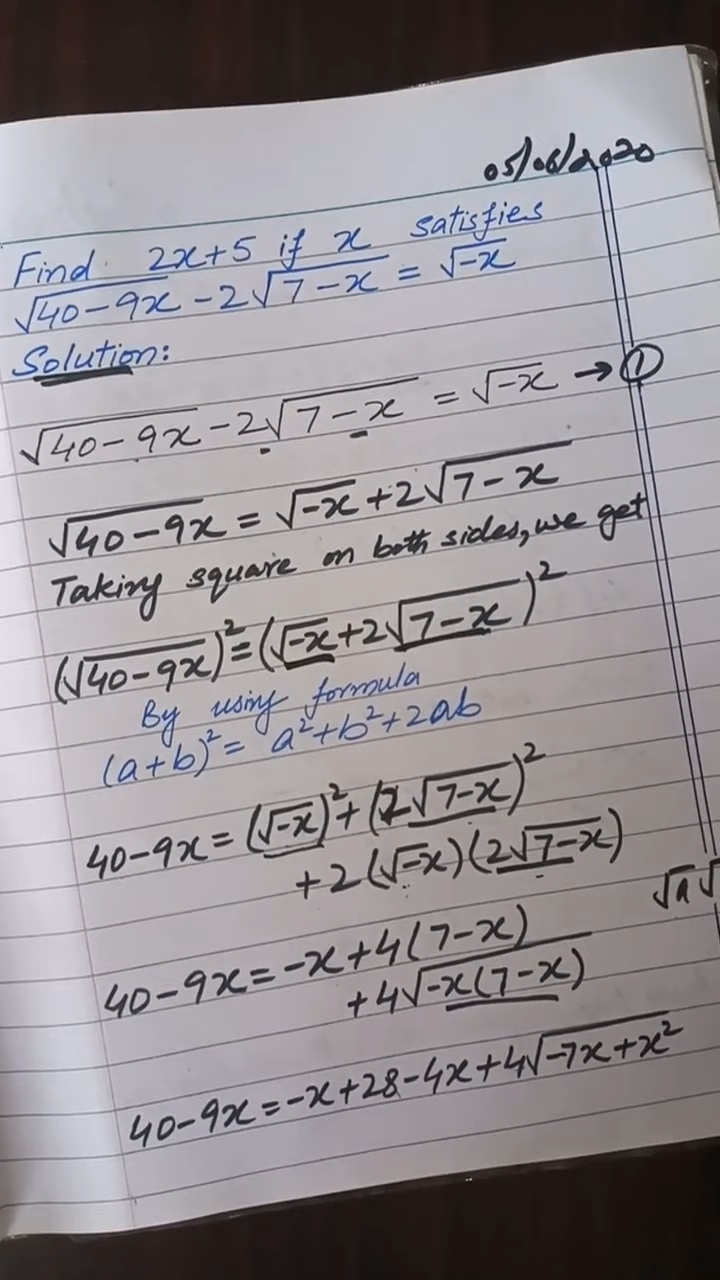 05/06/2020
Find 2x+5 if x satisfies
√40-9x - 2√7-x = √-x
Solution:
√40-9x - 2√7-x = √-x → ①
√40-9x = √-x + 2√7-x
Taking square on both sides, we get
(√40-9x)² = (√-x + 2√7-x)²
By using formula
(a+b)² = a²+b²+2ab
40-9x = (√-x)² + (2√7-x)²
+2(√-x)(2√7-x)
√a √
40-9x = -x+4(7-x)
+4√-x(7-x)
40-9x = -x+28-4x+4√-7x+x²